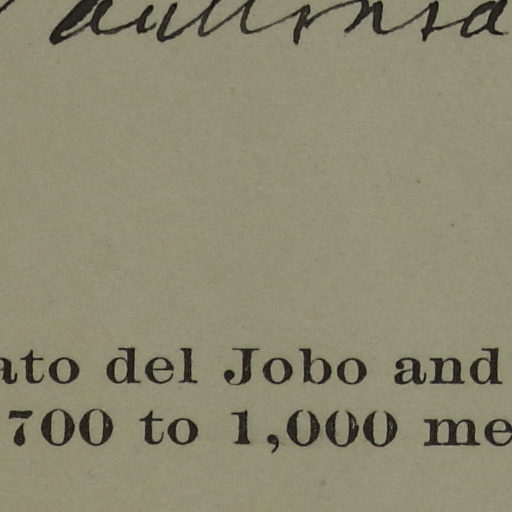 ato del Jobo and
700 to 1,000 me